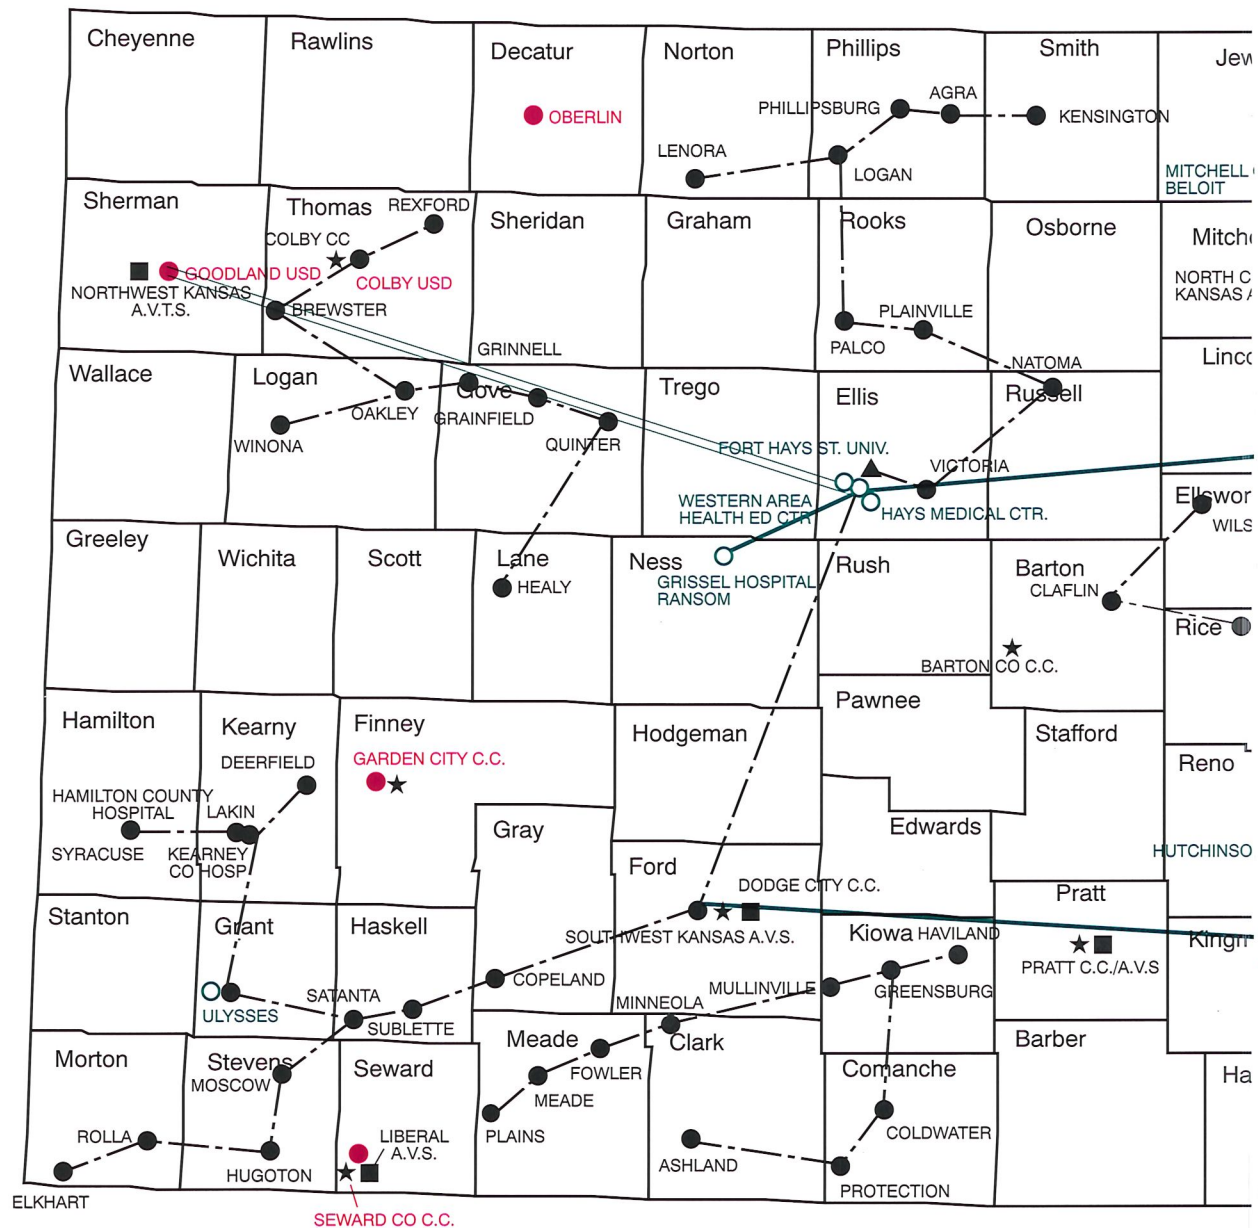 Cheyenne
Rawlins
Decatur
Norton
Phillips
Smith
Jew
OBERLIN
PHILLIPSBURG
AGRA
KENSINGTON
LENORA
LOGAN
MITCHELL
BELOIT
Sherman
Thomas
REXFORD
Sheridan
Graham
Rooks
Osborne
Mitch
COLBY CC
GOODLAND USD
COLBY USD
NORTHWEST KANSAS
A.V.T.S.
BREWSTER
NORTH C
KANSAS A
PLAINVILLE
PALCO
GRINNELL
NATOMA
Wallace
Logan
Gove
Trego
Ellis
Russell
Linc
OAKLEY
GRAINFIELD
WINONA
QUINTER
FORT HAYS ST. UNIV.
VICTORIA
WESTERN AREA
HEALTH ED CTR
HAYS MEDICAL CTR.
Ellswor
WILS
Greeley
Wichita
Scott
Lane
Ness
Rush
Barton
HEALY
GRISSEL HOSPITAL
RANSOM
CLAFLIN
Rice
BARTON CO C.C.
Hamilton
Kearny
Finney
Hodgeman
Pawnee
Stafford
Reno
DEERFIELD
GARDEN CITY C.C.
HAMILTON COUNTY
HOSPITAL
LAKIN
SYRACUSE
KEARNEY
CO HOSP
Gray
Edwards
HUTCHINSO
Ford
DODGE CITY C.C.
Pratt
Stanton
Grant
Haskell
SOUTHWEST KANSAS A.V.S.
Kiowa
HAVILAND
PRATT C.C./A.V.S
Kingm
COPELAND
MULLINVILLE
GREENSBURG
ULYSSES
SATANTA
SUBLETTE
MINNEOLA
Morton
Stevens
Seward
Meade
Clark
Comanche
Barber
Ha
MOSCOW
FOWLER
MEADE
PLAINS
COLDWATER
ROLLA
HUGOTON
LIBERAL
A.V.S.
ASHLAND
PROTECTION
ELKHART
SEWARD CO C.C.